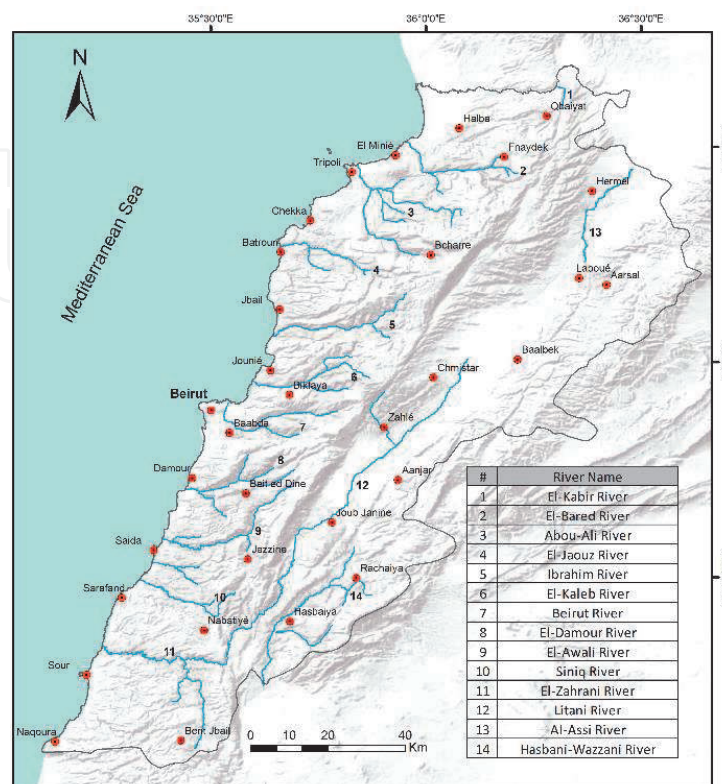 35°30'0"E
36°0'0"E
36°30'0"E
N
1
Qbaiyat
Halba
El Minié
Fnaydek
Tripoli
2
Hermel
3
Chekka
13
Batroun
Bcharre
4
Laboué
Aarsal
Mediterranean Sea
Jbail
5
Baalbek
Jounié
6
Chmistar
Bikfaya
Beirut
Zahlé
Baabda
7
8
Damour
Beit ed Dine
12
Aanjar
Joub Janine
9
Saida
Jezzine
Rachaiya
14
Sarafand
10
Hasbaiya
Nabatiyé
11
Sour
Naqoura
Bent Jbail
0 10 20 40
Km
# River Name
1 El-Kabir River
2 El-Bared River
3 Abou-Ali River
4 El-Jaouz River
5 Ibrahim River
6 El-Kaleb River
7 Beirut River
8 El-Damour River
9 El-Awali River
10 Siniq River
11 El-Zahrani River
12 Litani River
13 Al-Assi River
14 Hasbani-Wazzani River